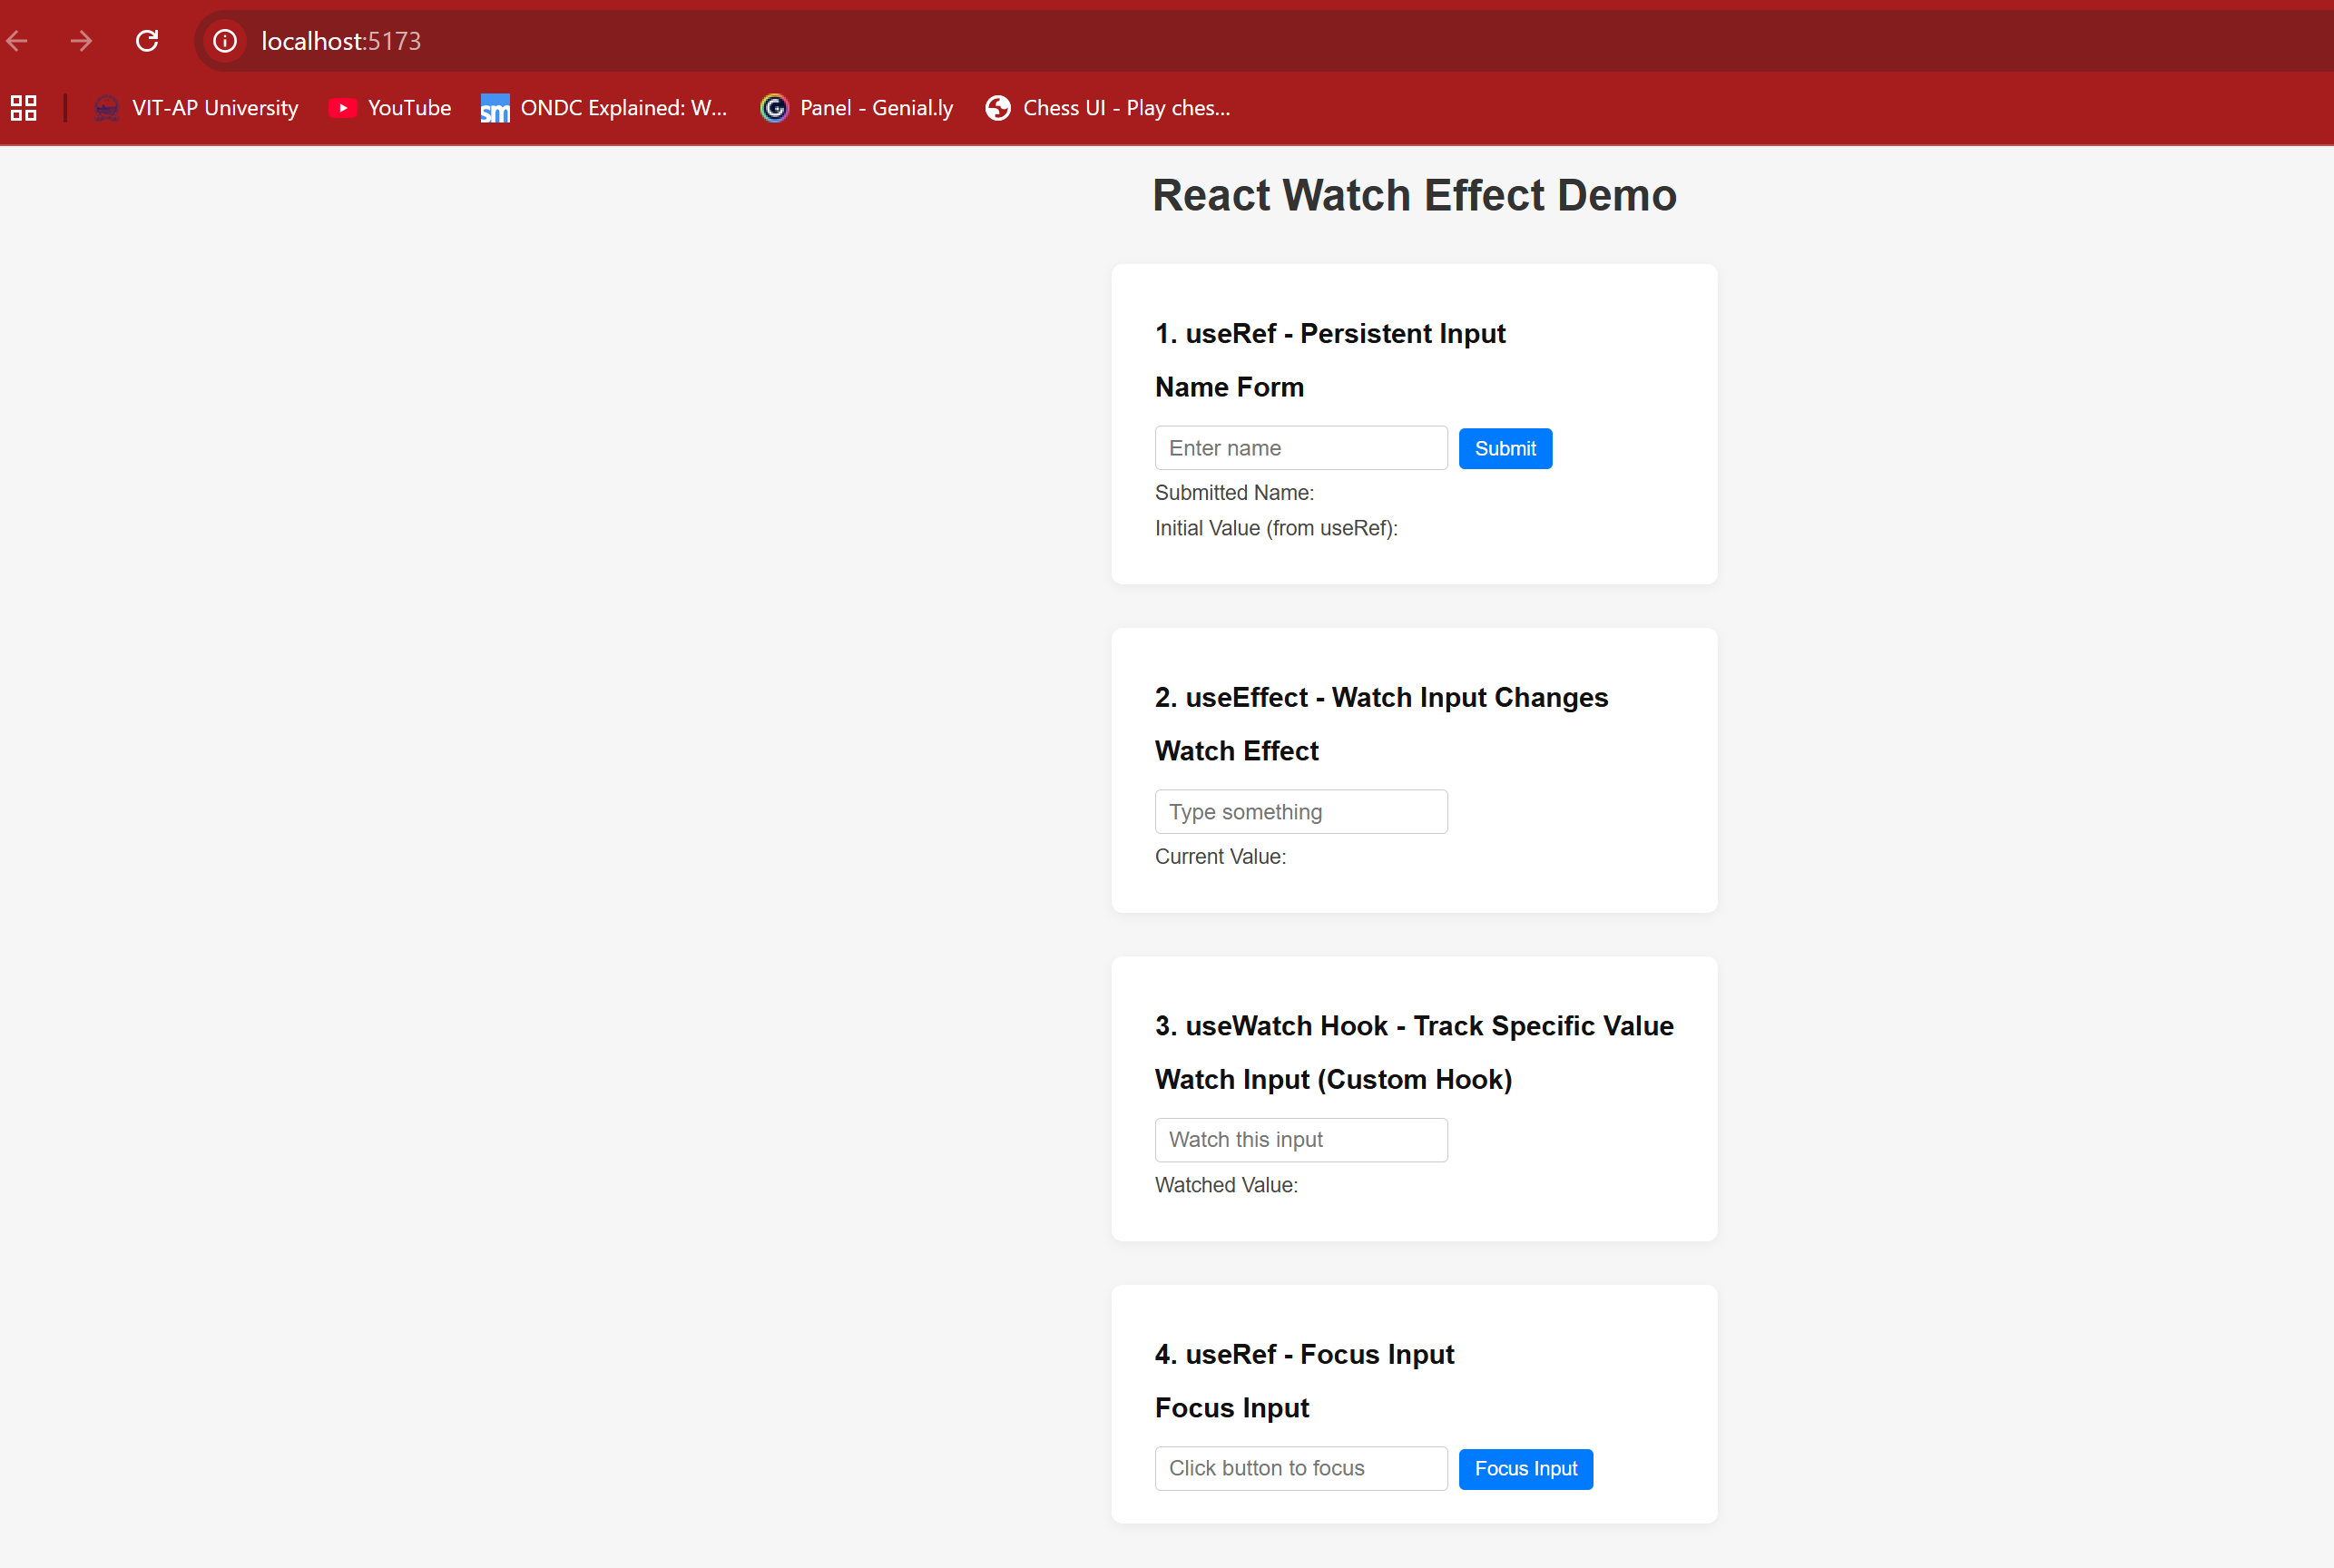 localhost:5173
VIT-AP University YouTube sm ONDC Explained: W... Panel - Genial.ly Chess UI - Play ches...
React Watch Effect Demo
1. useRef - Persistent Input
Name Form
Enter name Submit
Submitted Name:
Initial Value (from useRef):
2. useEffect - Watch Input Changes
Watch Effect
Type something
Current Value:
3. useWatch Hook - Track Specific Value
Watch Input (Custom Hook)
Watch this input
Watched Value:
4. useRef - Focus Input
Focus Input
Click button to focus Focus Input